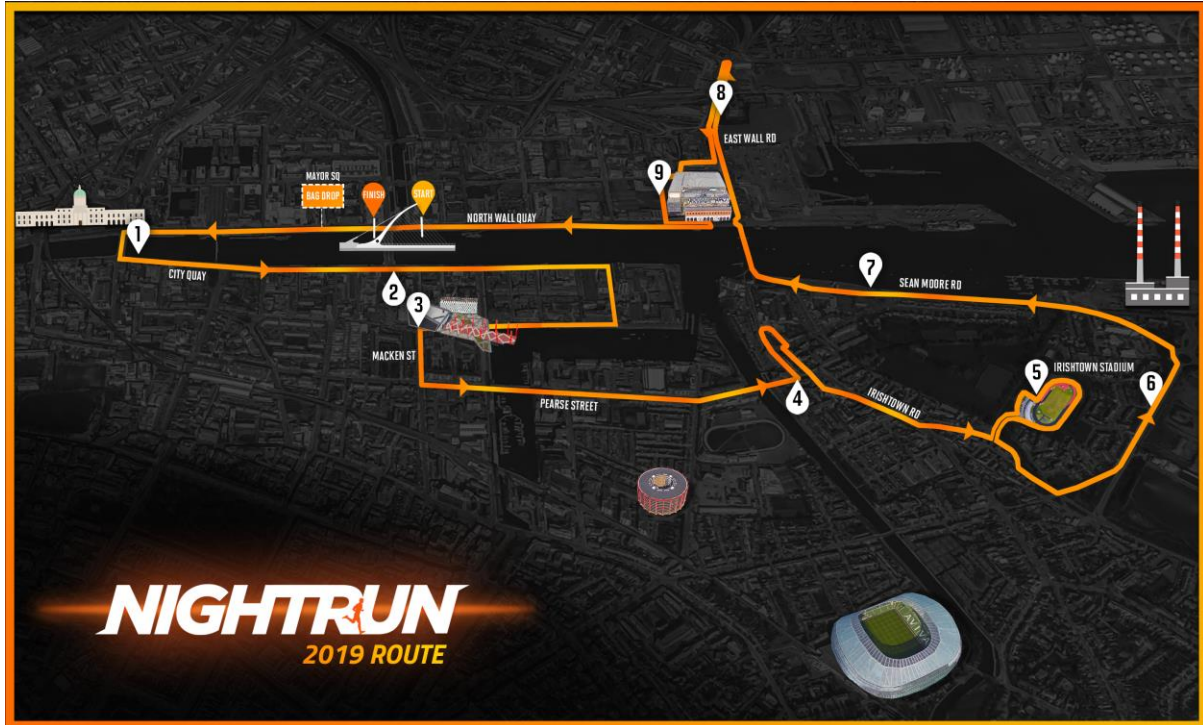 8
EAST WALL RD
9
MAYOR SQ
BAG DROP
FINISH
START
NORTH WALL QUAY
1
CITY QUAY
2
3
7
SEAN MOORE RD
MACKEN ST
PEARSE STREET
4
IRISHTOWN RD
5
IRISHTOWN STADIUM
6
NIGHTRUN
2019 ROUTE
AVIVA